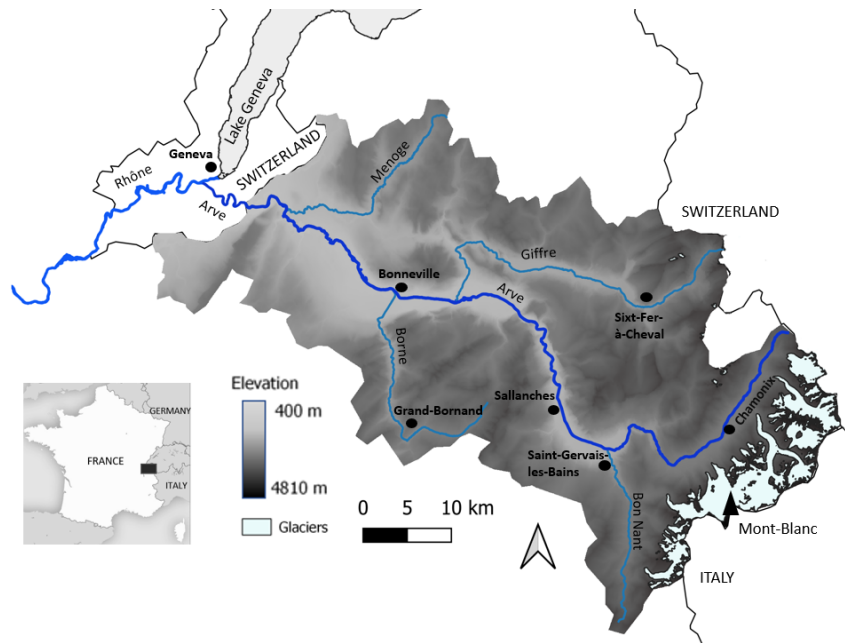 Lake Geneva
Geneva
SWITZERLAND
Rhône
Arve
Menoge
SWITZERLAND
Giffre
Bonneville
Arve
Sixt-Fer-
à-Cheval
Borne
Elevation
400 m
4810 m
Glaciers
GERMANY
FRANCE
ITALY
Grand-Bornand
Sallanches
Chamonix
Saint-Gervais-
les-Bains
0 5 10 km
Bon Nant
Mont-Blanc
ITALY